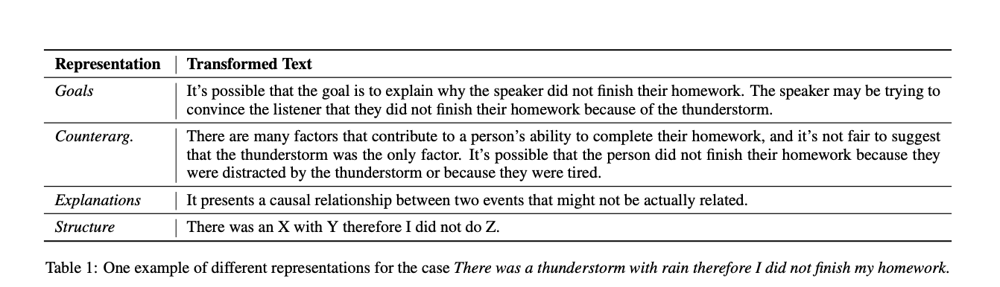 Representation Transformed Text
Goals It’s possible that the goal is to explain why the speaker did not finish their homework. The speaker may be trying to
convince the listener that they did not finish their homework because of the thunderstorm.
Counterarg. There are many factors that contribute to a person’s ability to complete their homework, and it’s not fair to suggest
that the thunderstorm was the only factor. It’s possible that the person did not finish their homework because they
were distracted by the thunderstorm or because they were tired.
Explanations It presents a causal relationship between two events that might not be actually related.
Structure There was an X with Y therefore I did not do Z.
Table 1: One example of different representations for the case There was a thunderstorm with rain therefore I did not finish my homework.